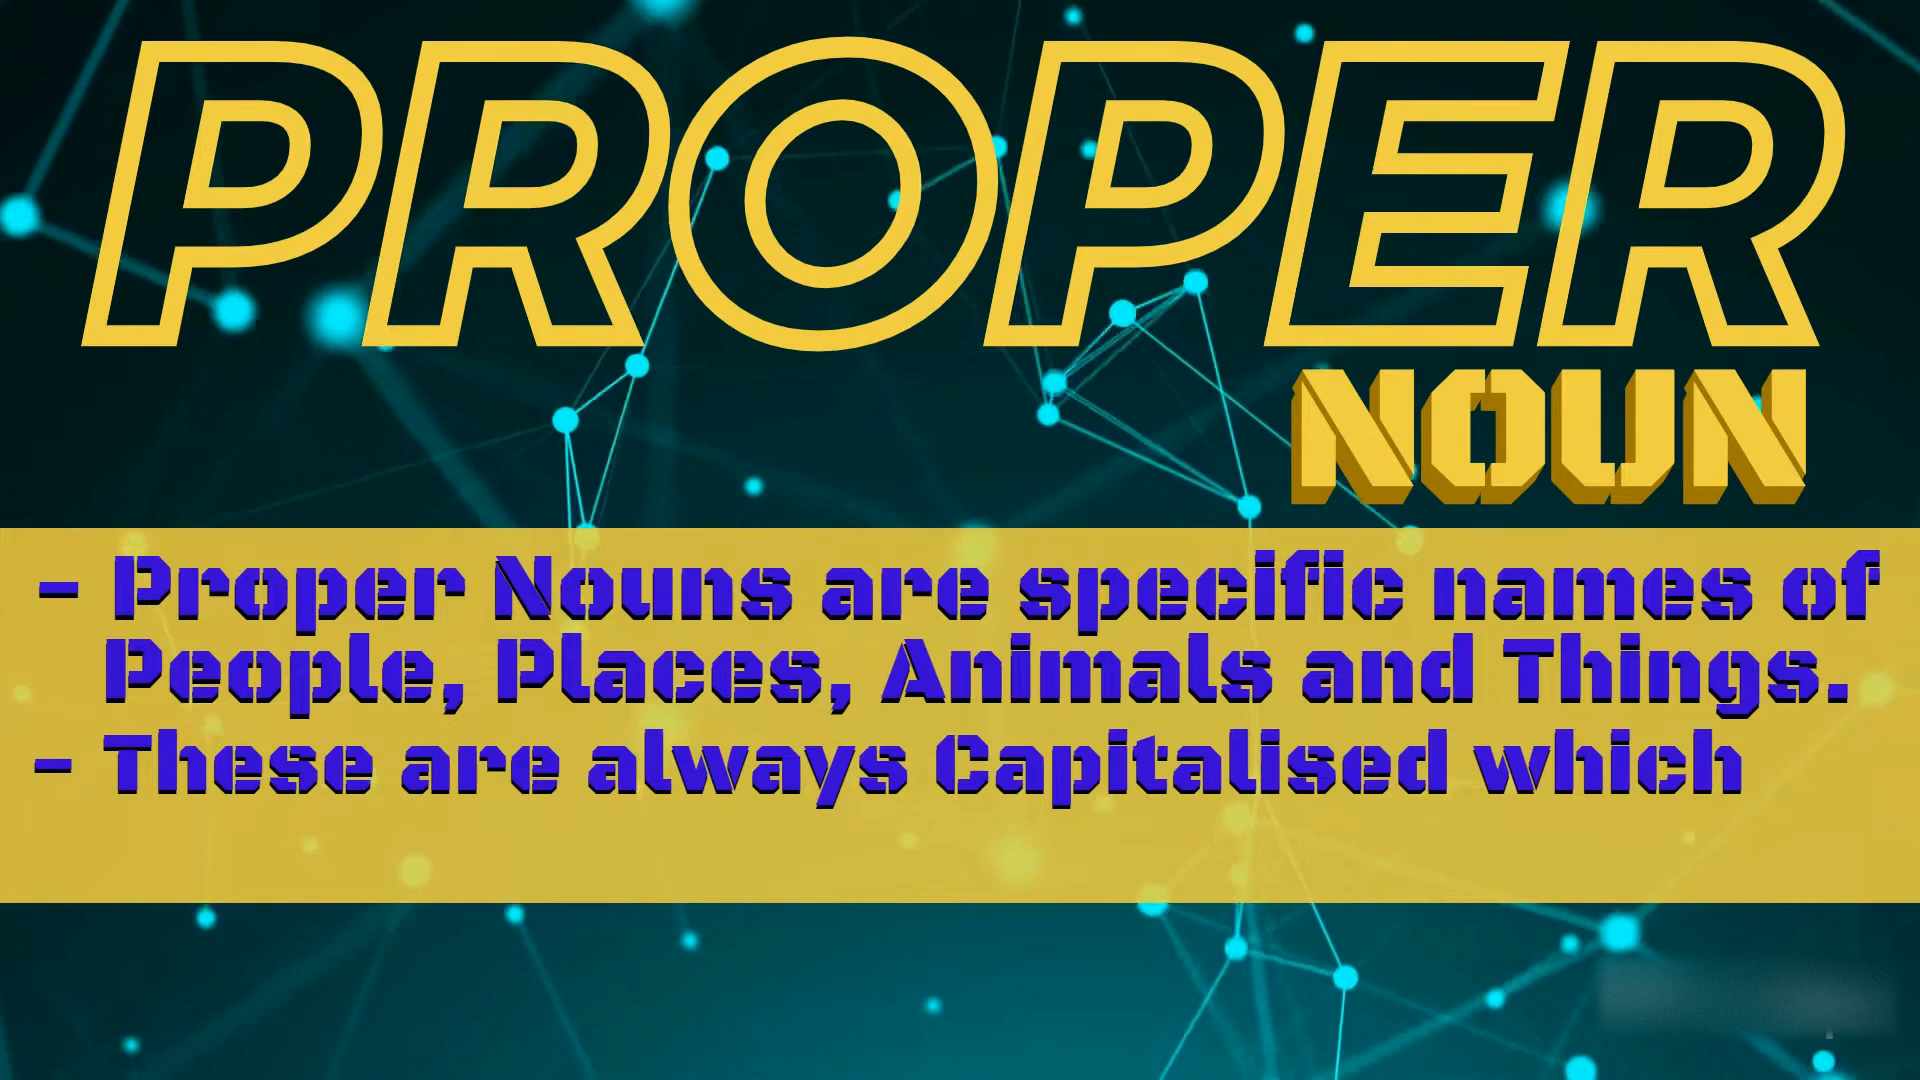 PROPER
NOUN
- Proper Nouns are specific names of
People, Places, Animals and Things.
- These are always Capitalised which